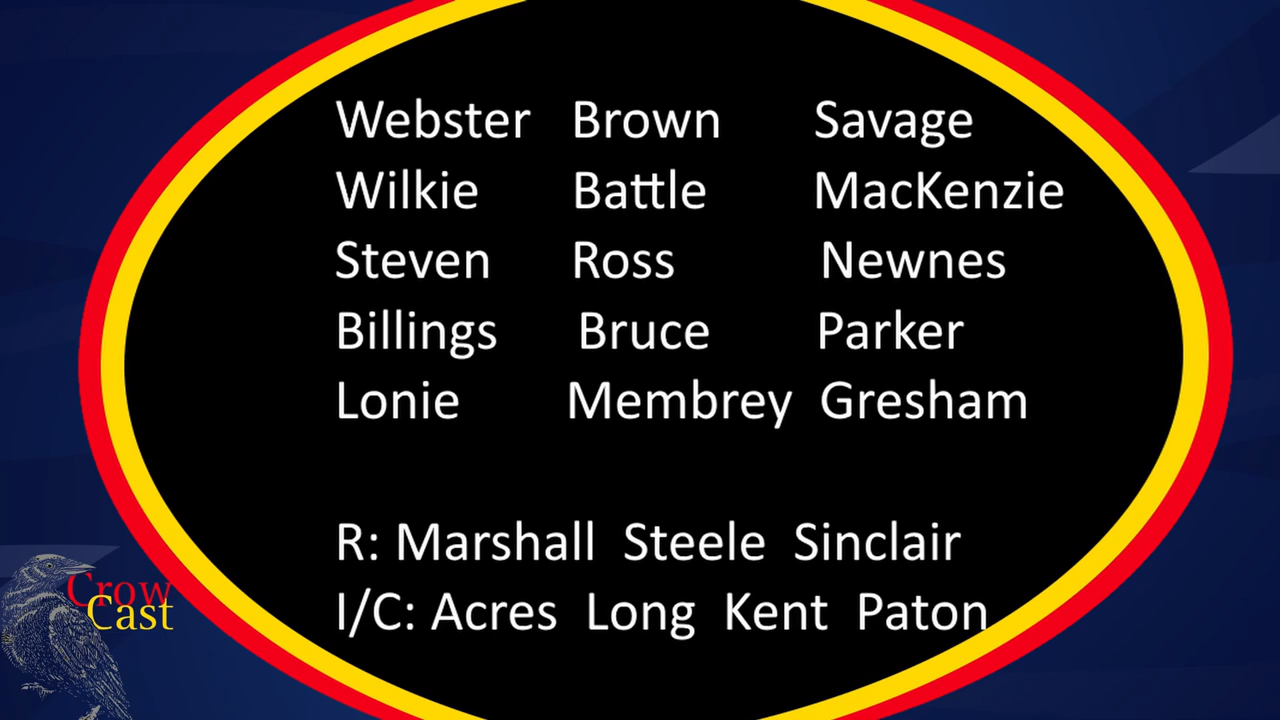 Webster Brown Savage
Wilkie Battle MacKenzie
Steven Ross Newnes
Billings Bruce Parker
Lonie Membrey Gresham
R: Marshall Steele Sinclair
I/C: Acres Long Kent Paton
Crow
Cast